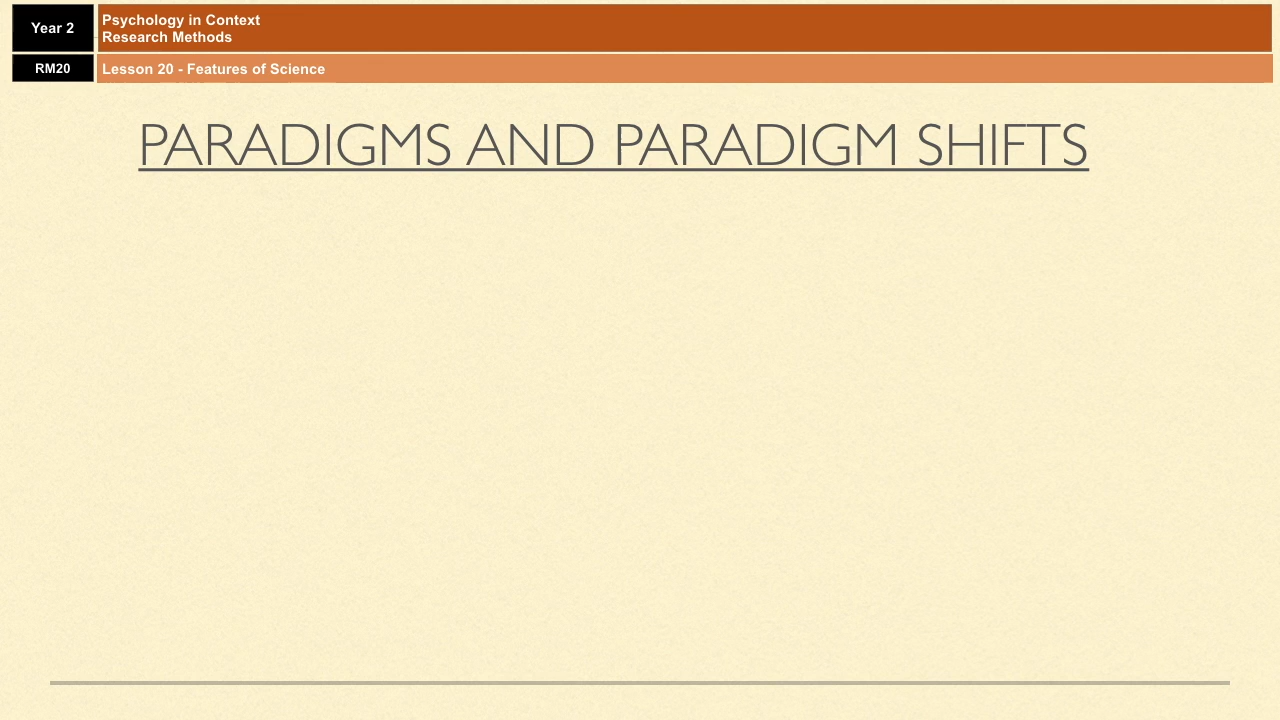 Year 2
Psychology in Context
Research Methods
RM20
Lesson 20 - Features of Science
PARADIGMS AND PARADIGM SHIFTS